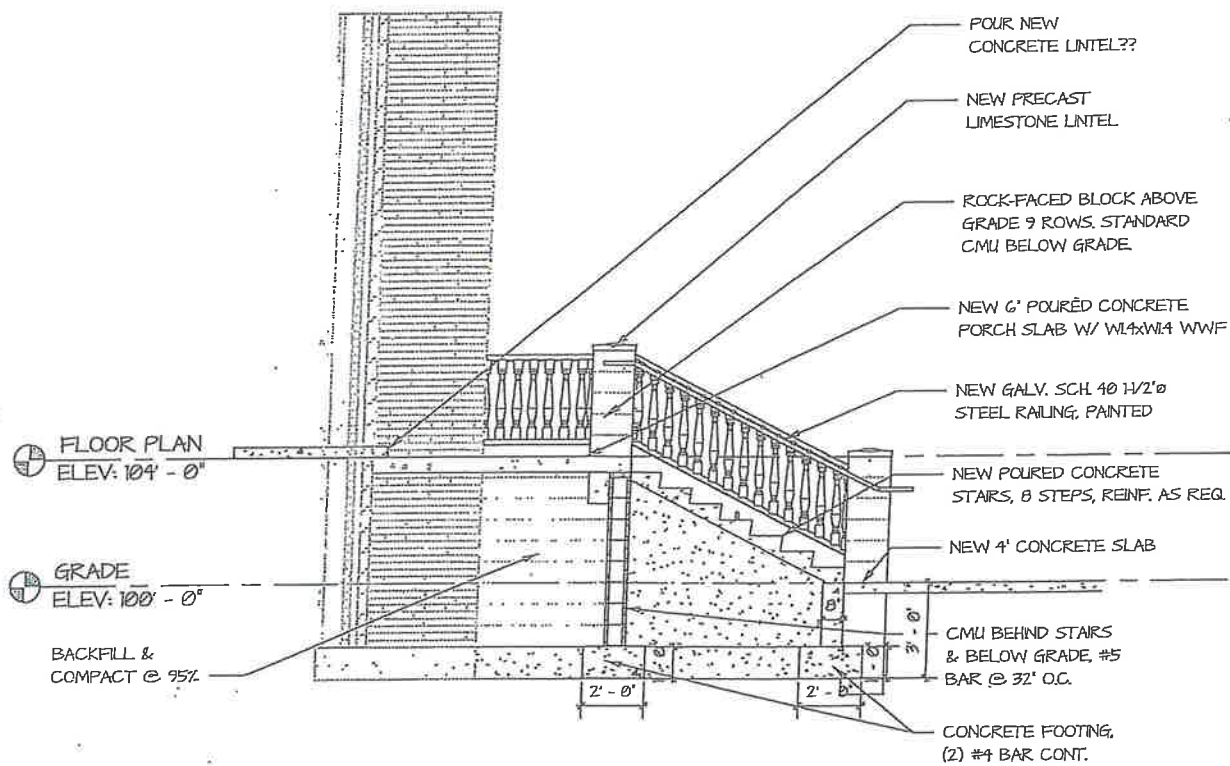 POUR NEW
CONCRETE LINTEL??
NEW PRECAST
LIMESTONE LINTEL
ROCK-FACED BLOCK ABOVE
GRADE 9 ROWS. STANDARD
CMU BELOW GRADE.
NEW 6" POURED CONCRETE
PORCH SLAB W/ W1.4xW1.4 WWF
NEW GALV. SCH. 40 1-1/2"Ø
STEEL RAILING, PAINTED
FLOOR PLAN
ELEV: 104' - 0"
NEW POURED CONCRETE
STAIRS, 8 STEPS, REINF. AS REQ.
NEW 4" CONCRETE SLAB
GRADE
ELEV: 100' - 0"
8"
3' - 0"
BACKFILL &
COMPACT @ 95%
CMU BEHIND STAIRS
& BELOW GRADE, #5
BAR @ 32" O.C.
2' - 0"
2' - 0"
CONCRETE FOOTING,
(2) #4 BAR CONT.